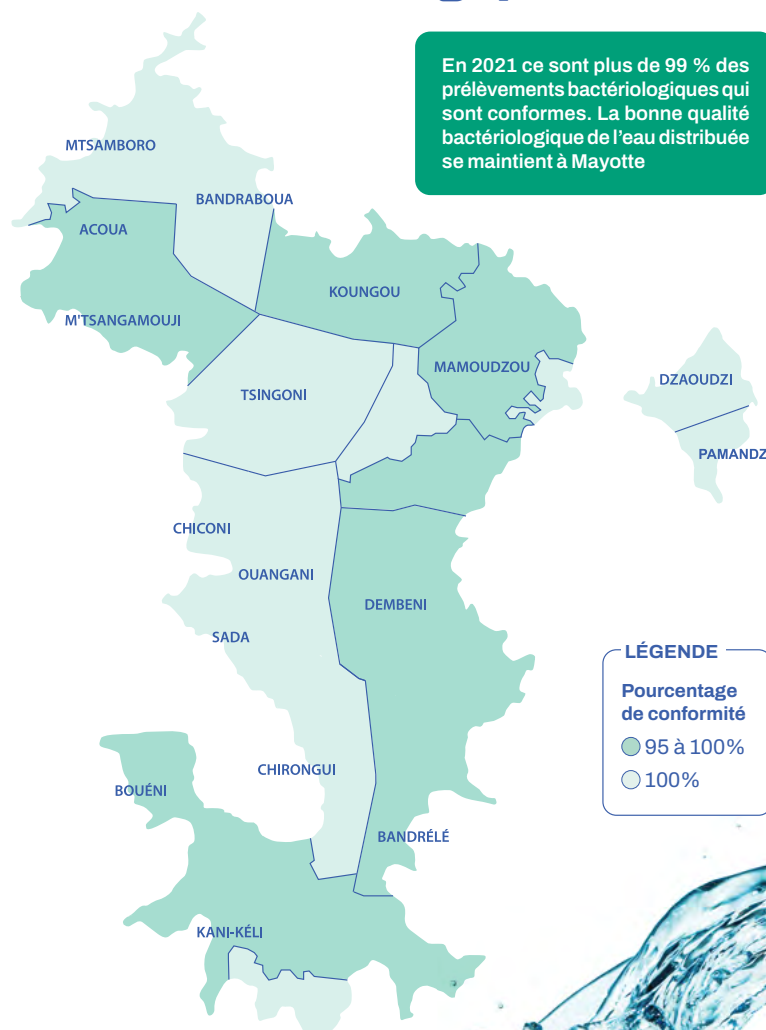 En 2021 ce sont plus de 99 % des
prélèvements bactériologiques qui
sont conformes. La bonne qualité
bactériologique de l'eau distribuée
se maintient à Mayotte
MTSAMBORO
BANDRABOUA
ACOUA
KOUNGOU
M'TSANGAMOUJI
MAMOUDZOU
DZAOUDZI
TSINGONI
PAMANDZ
CHICONI
OUANGANI
DEMBENI
SADA
LÉGENDE
Pourcentage
de conformité
95 à 100%
100%
CHIRONGUI
BOUÉNI
BANDRÉLÉ
KANI-KÉLI